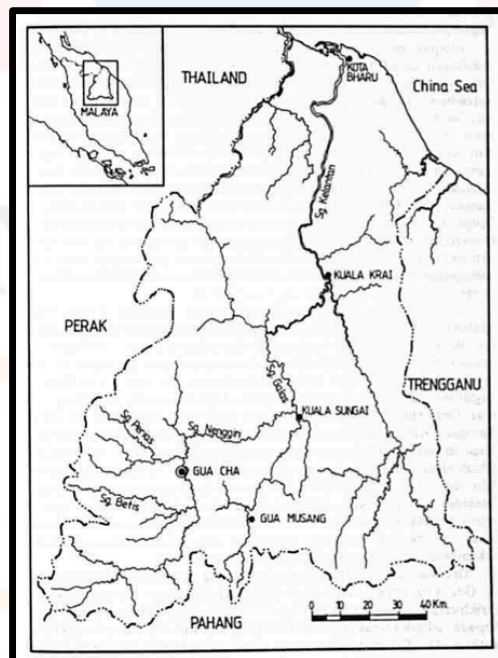 THAILAND
KOTA
BHARU
China Sea
MALAYA
Sg Kelantan
KUALA KRAI
PERAK
TRENGGANU
Sg Galas
KUALA SUNGAI
Sg. Perias
Sg. Nenggiri
GUA CHA
Sg. Betis
GUA MUSANG
0 10 20 30 40 Km.
PAHANG